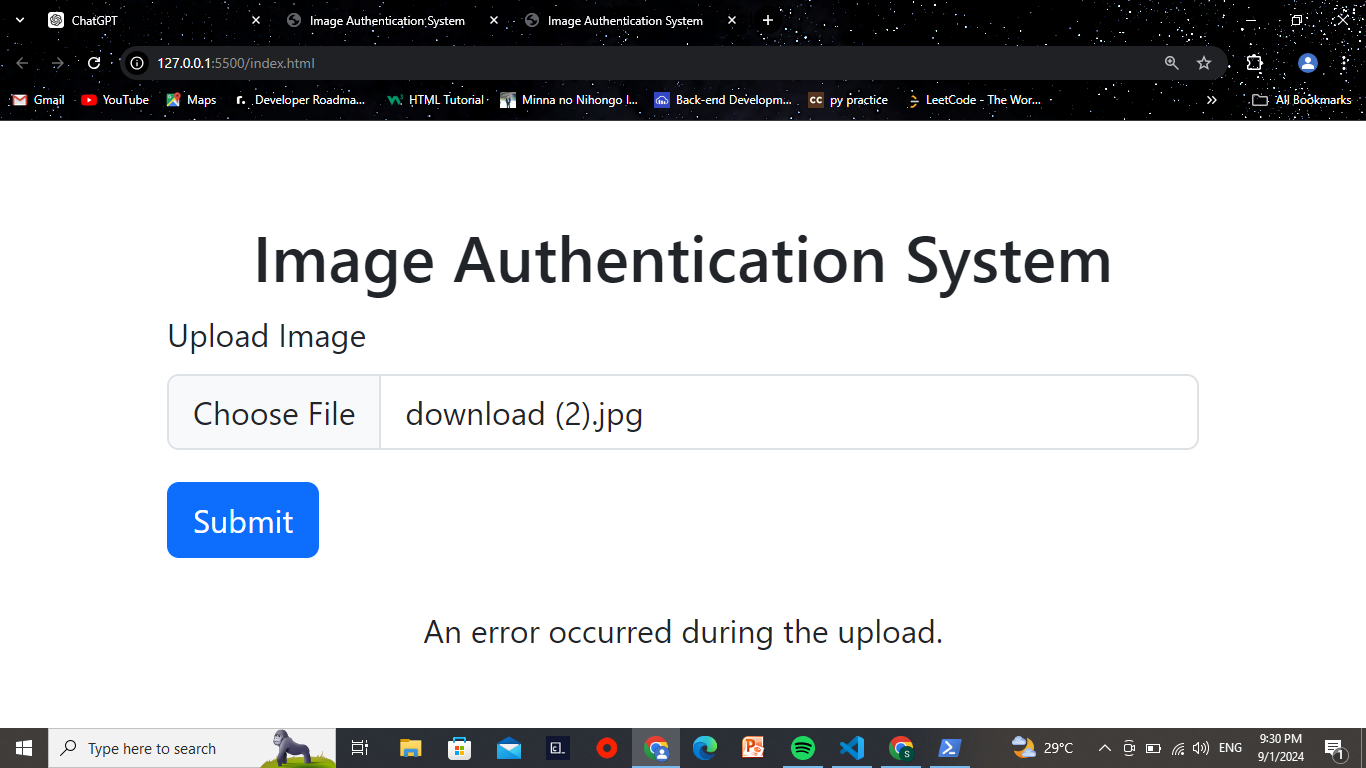 ChatGPT
Image Authentication System
Image Authentication System
127.0.0.1:5500/index.html
Gmail
YouTube
Maps
r.
Developer Roadma...
HTML Tutorial
Minna no Nihongo I...
Back-end Developm...
cc
py practice
LeetCode - The Wor...
All Bookmarks
Image Authentication System
Upload Image
Choose File
download (2).jpg
Submit
An error occurred during the upload.
Type here to search
29°C
ENG
9:30 PM
9/1/2024
1